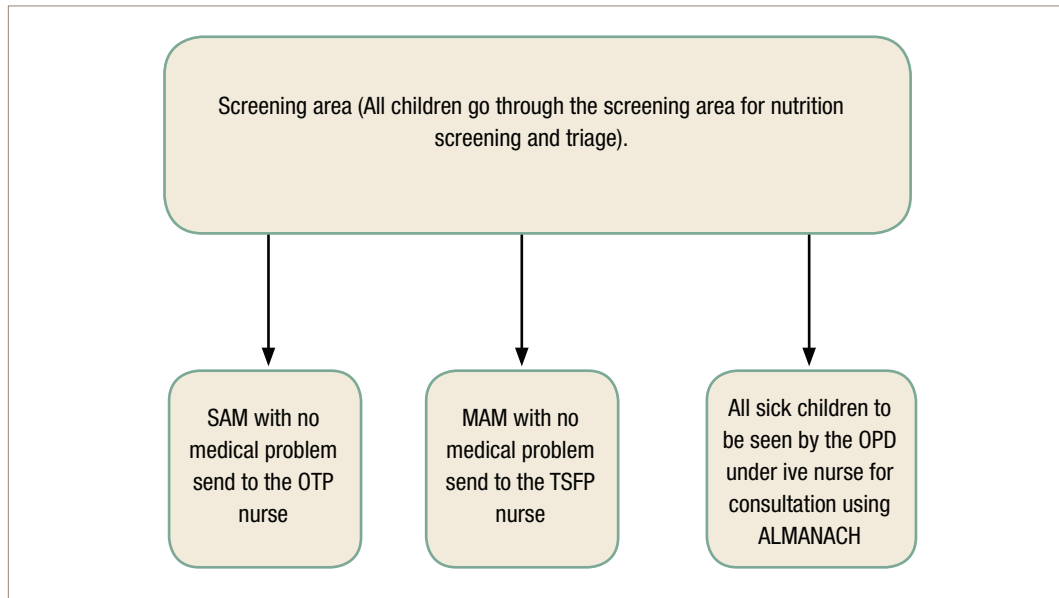 Screening area (All children go through the screening area for nutrition
screening and triage).
SAM with no
medical problem
send to the OTP
nurse
MAM with no
medical problem
send to the TSFP
nurse
All sick children to
be seen by the OPD
under ive nurse for
consultation using
ALMANACH